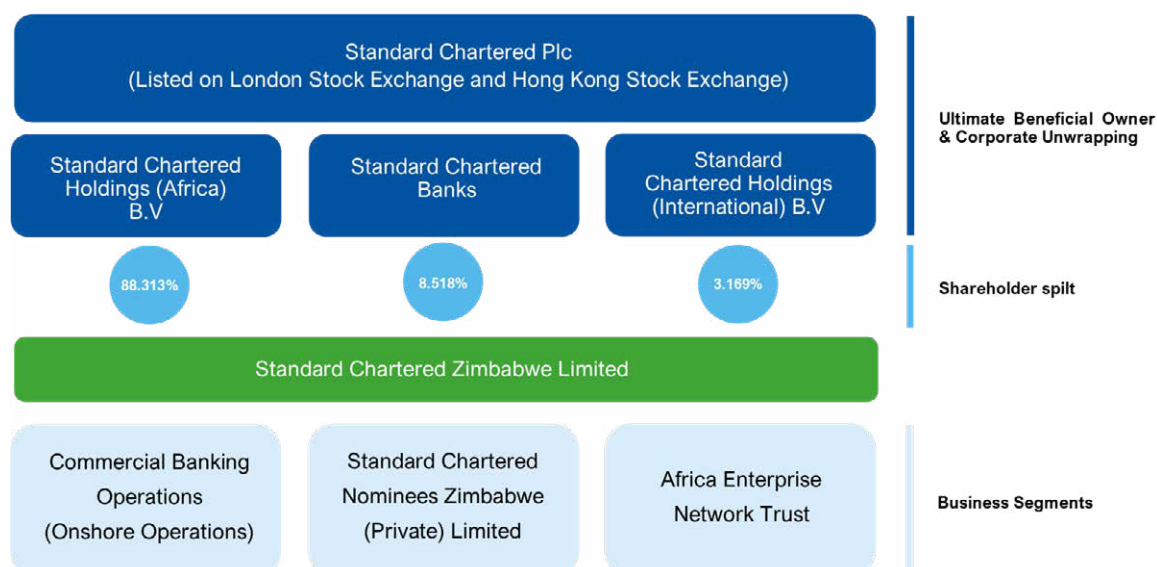 Standard Chartered Plc
(Listed on London Stock Exchange and Hong Kong Stock Exchange)
Ultimate Beneficial Owner
& Corporate Unwrapping
Standard Chartered
Holdings (Africa)
B.V
Standard Chartered
Banks
Standard
Chartered Holdings
(International) B.V
88.313%
8.518%
3.169%
Shareholder spilt
Standard Chartered Zimbabwe Limited
Commercial Banking
Operations
(Onshore Operations)
Standard Chartered
Nominees Zimbabwe
(Private) Limited
Africa Enterprise
Network Trust
Business Segments